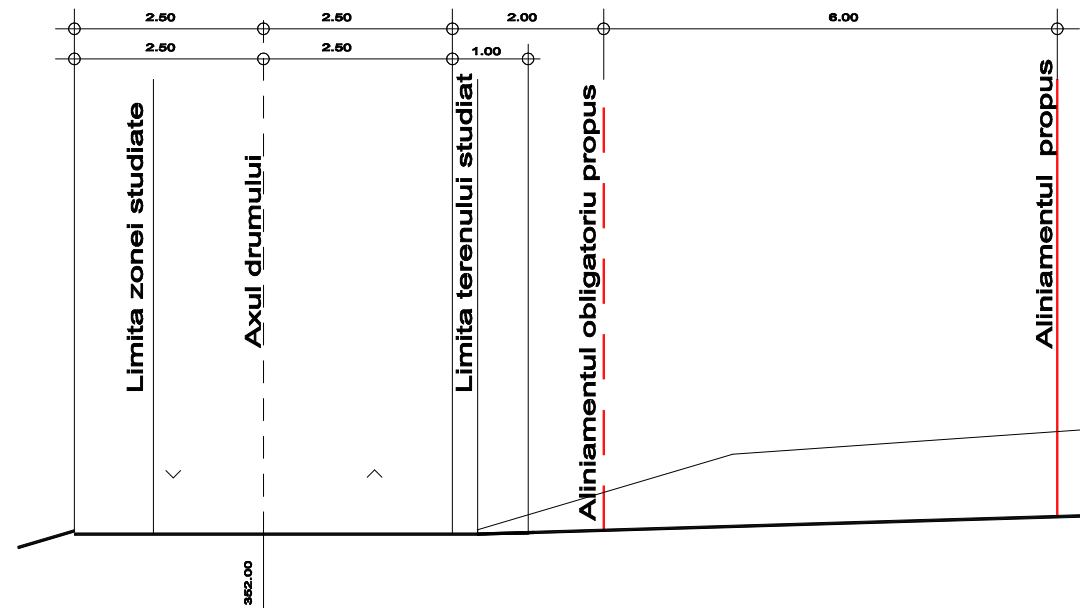 2.50
2.50
2.00
6.00
2.50
2.50
1.00
Limita zonei studiate
Axul drumului
Limita terenului studiat
Aliniamentul obligatoriu propus
Aliniamentul propus
352.00